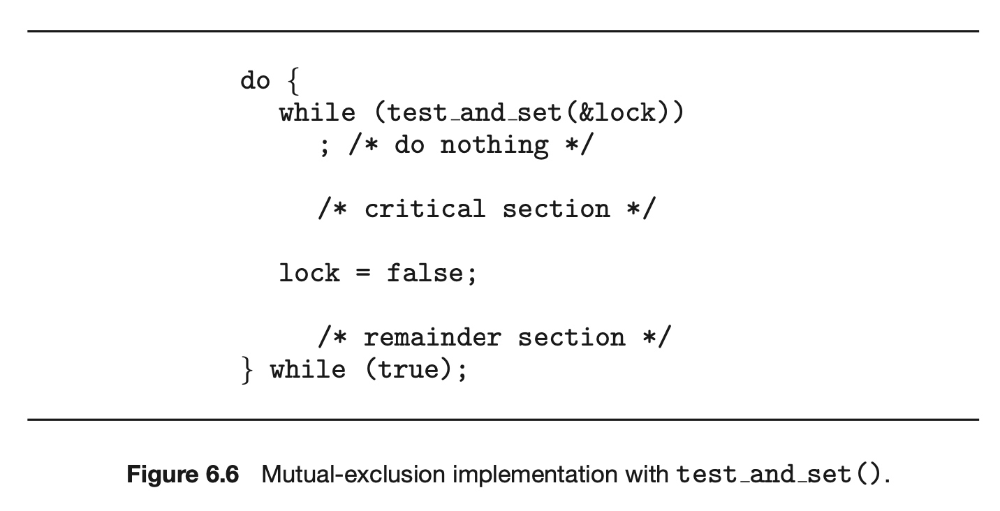 do {
while (test_and_set(&lock))
; /* do nothing */
/* critical section */
lock = false;
/* remainder section */
} while (true);
Figure 6.6 Mutual-exclusion implementation with test_and_set().